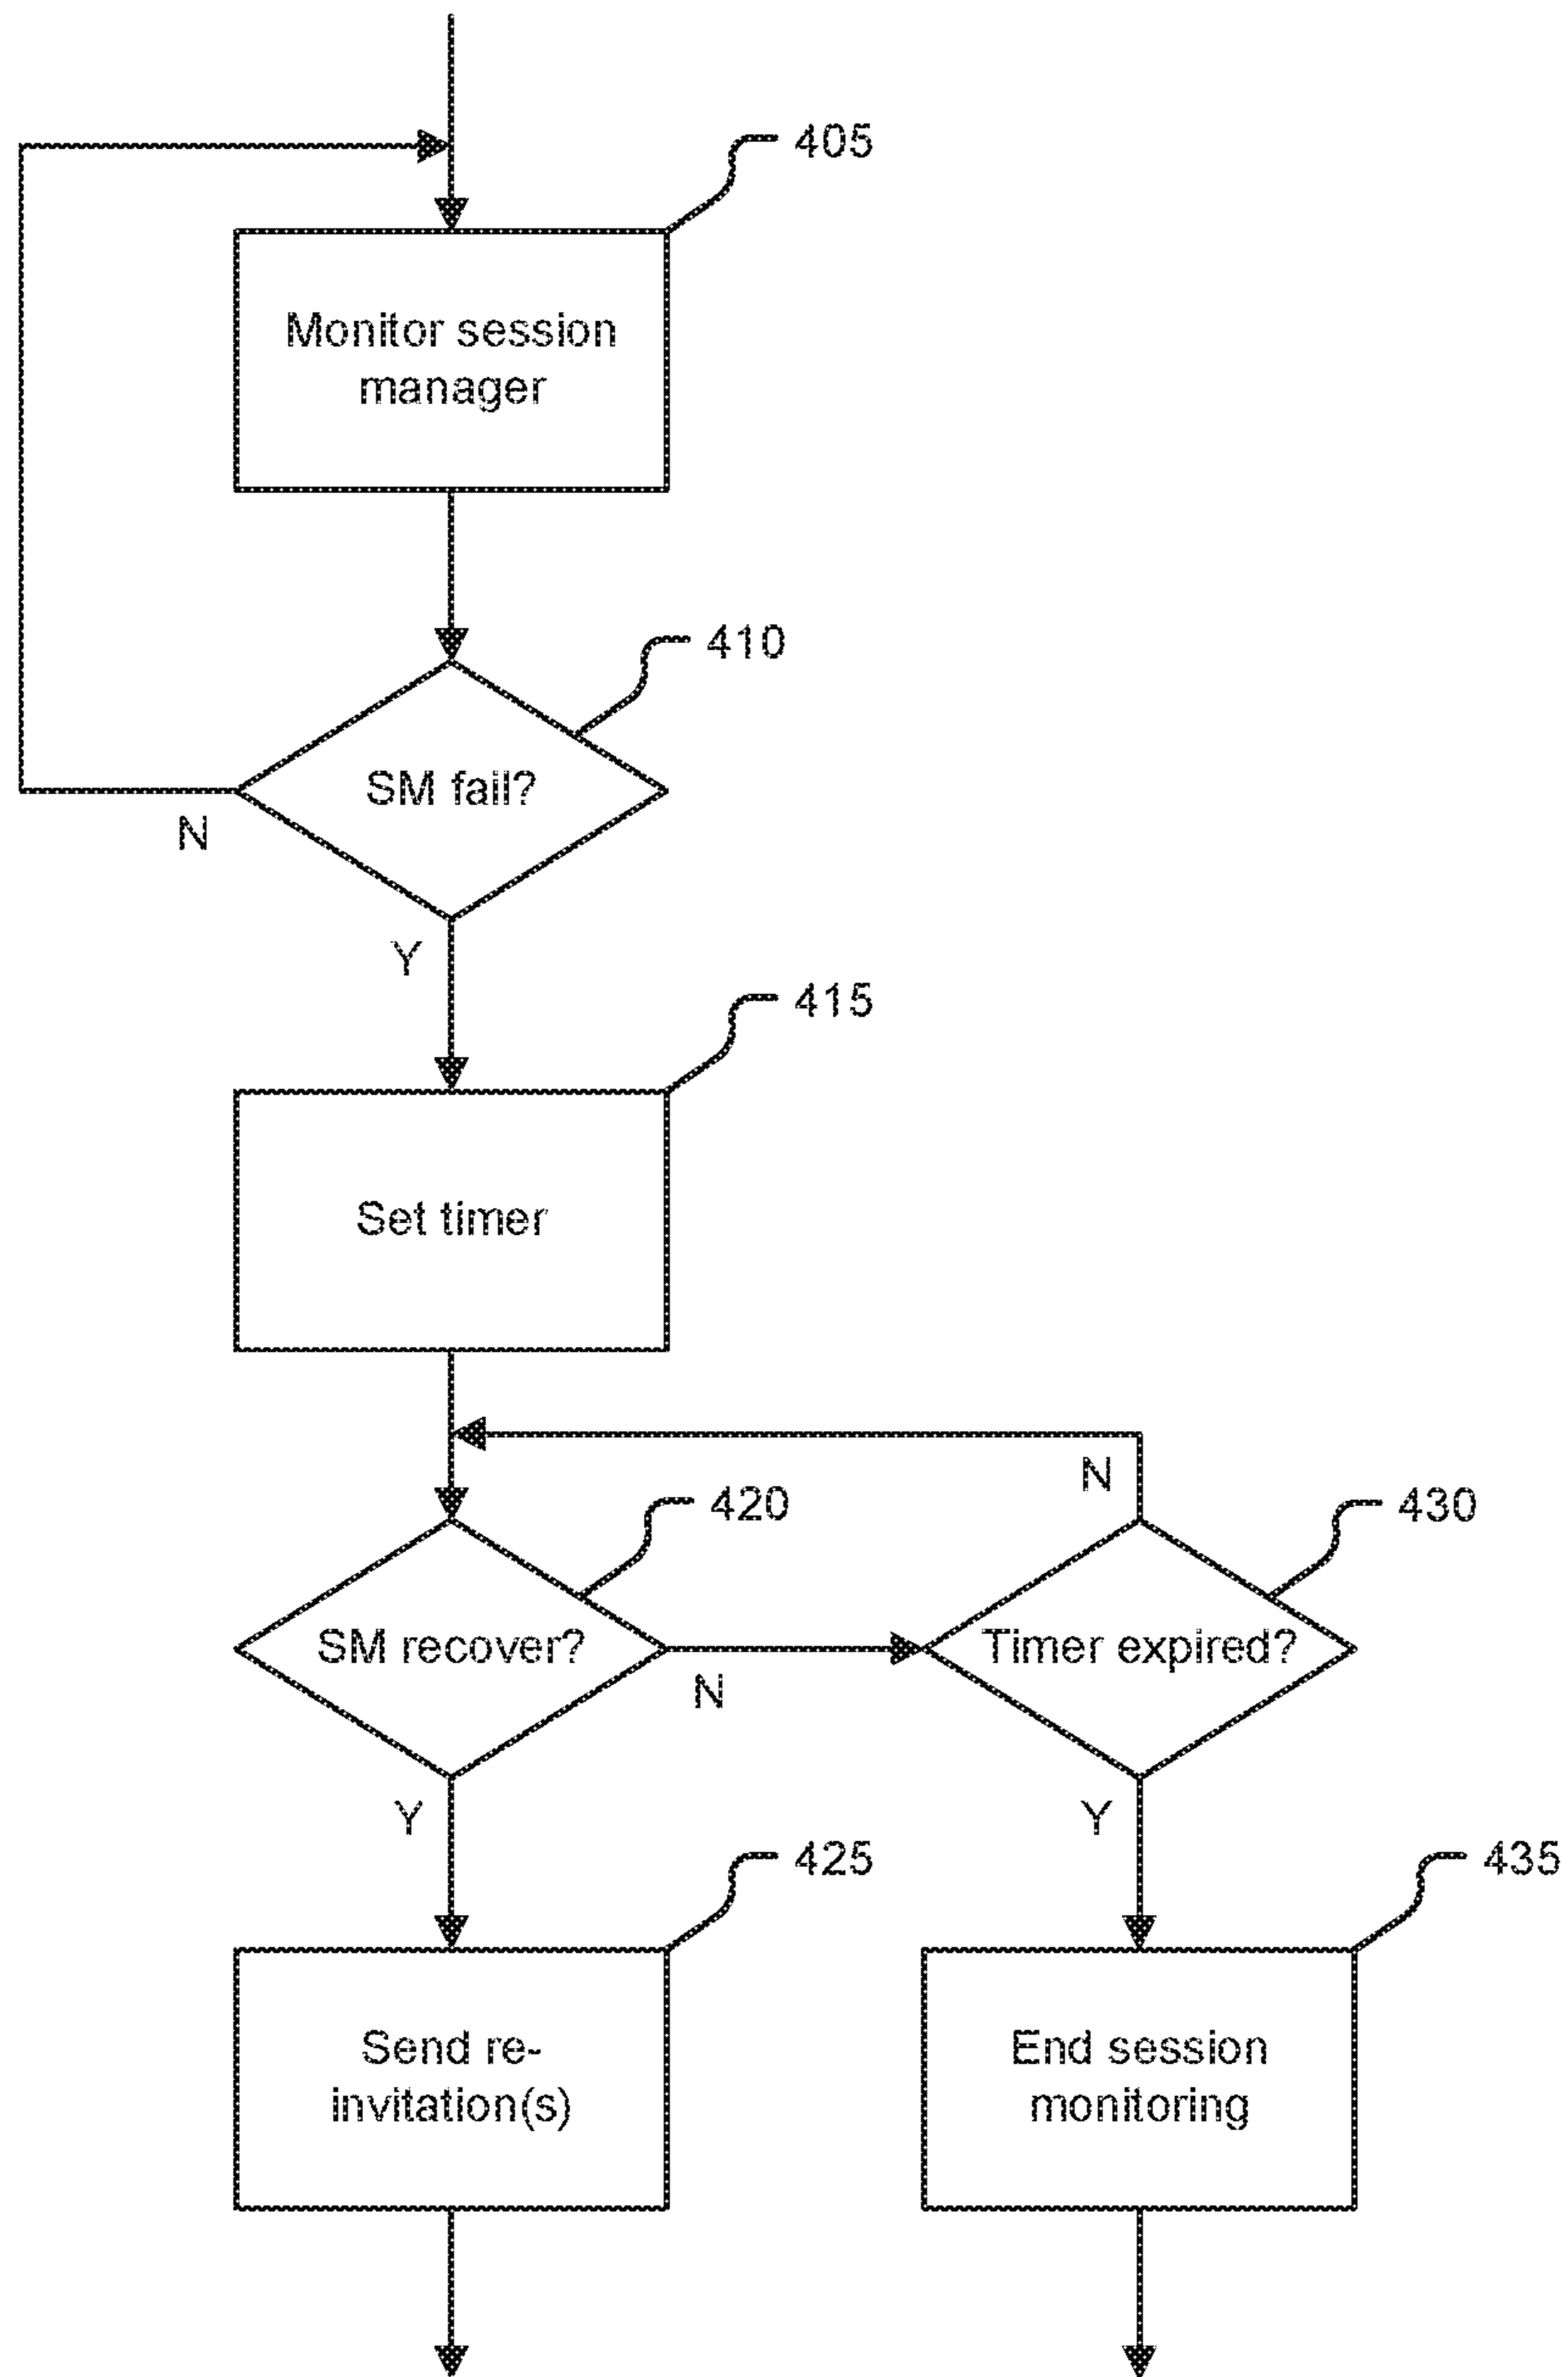 405
Monitor session
manager
410
SM fail?
N
Y
415
Set timer
N
420
430
SM recover?
Timer expired?
N
Y
Y
425
435
Send re-
invitation(s)
End session
monitoring